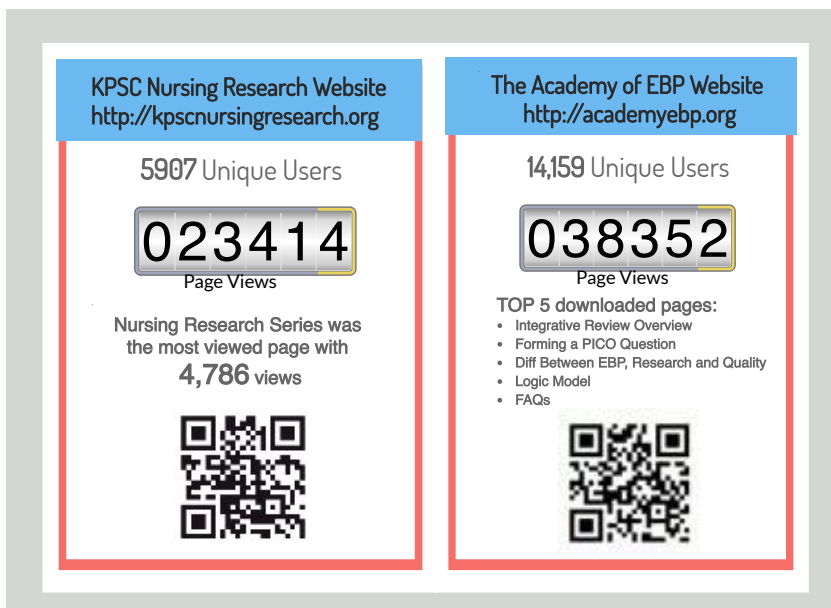 KPSC Nursing Research Website
http://kpscnursingresearch.org
5907 Unique Users
023414
Page Views
Nursing Research Series was
the most viewed page with
4,786 views
The Academy of EBP Website
http://academyebp.org
14,159 Unique Users
038352
Page Views
TOP 5 downloaded pages:
• Integrative Review Overview
• Forming a PICO Question
• Diff Between EBP, Research and Quality
• Logic Model
• FAQs